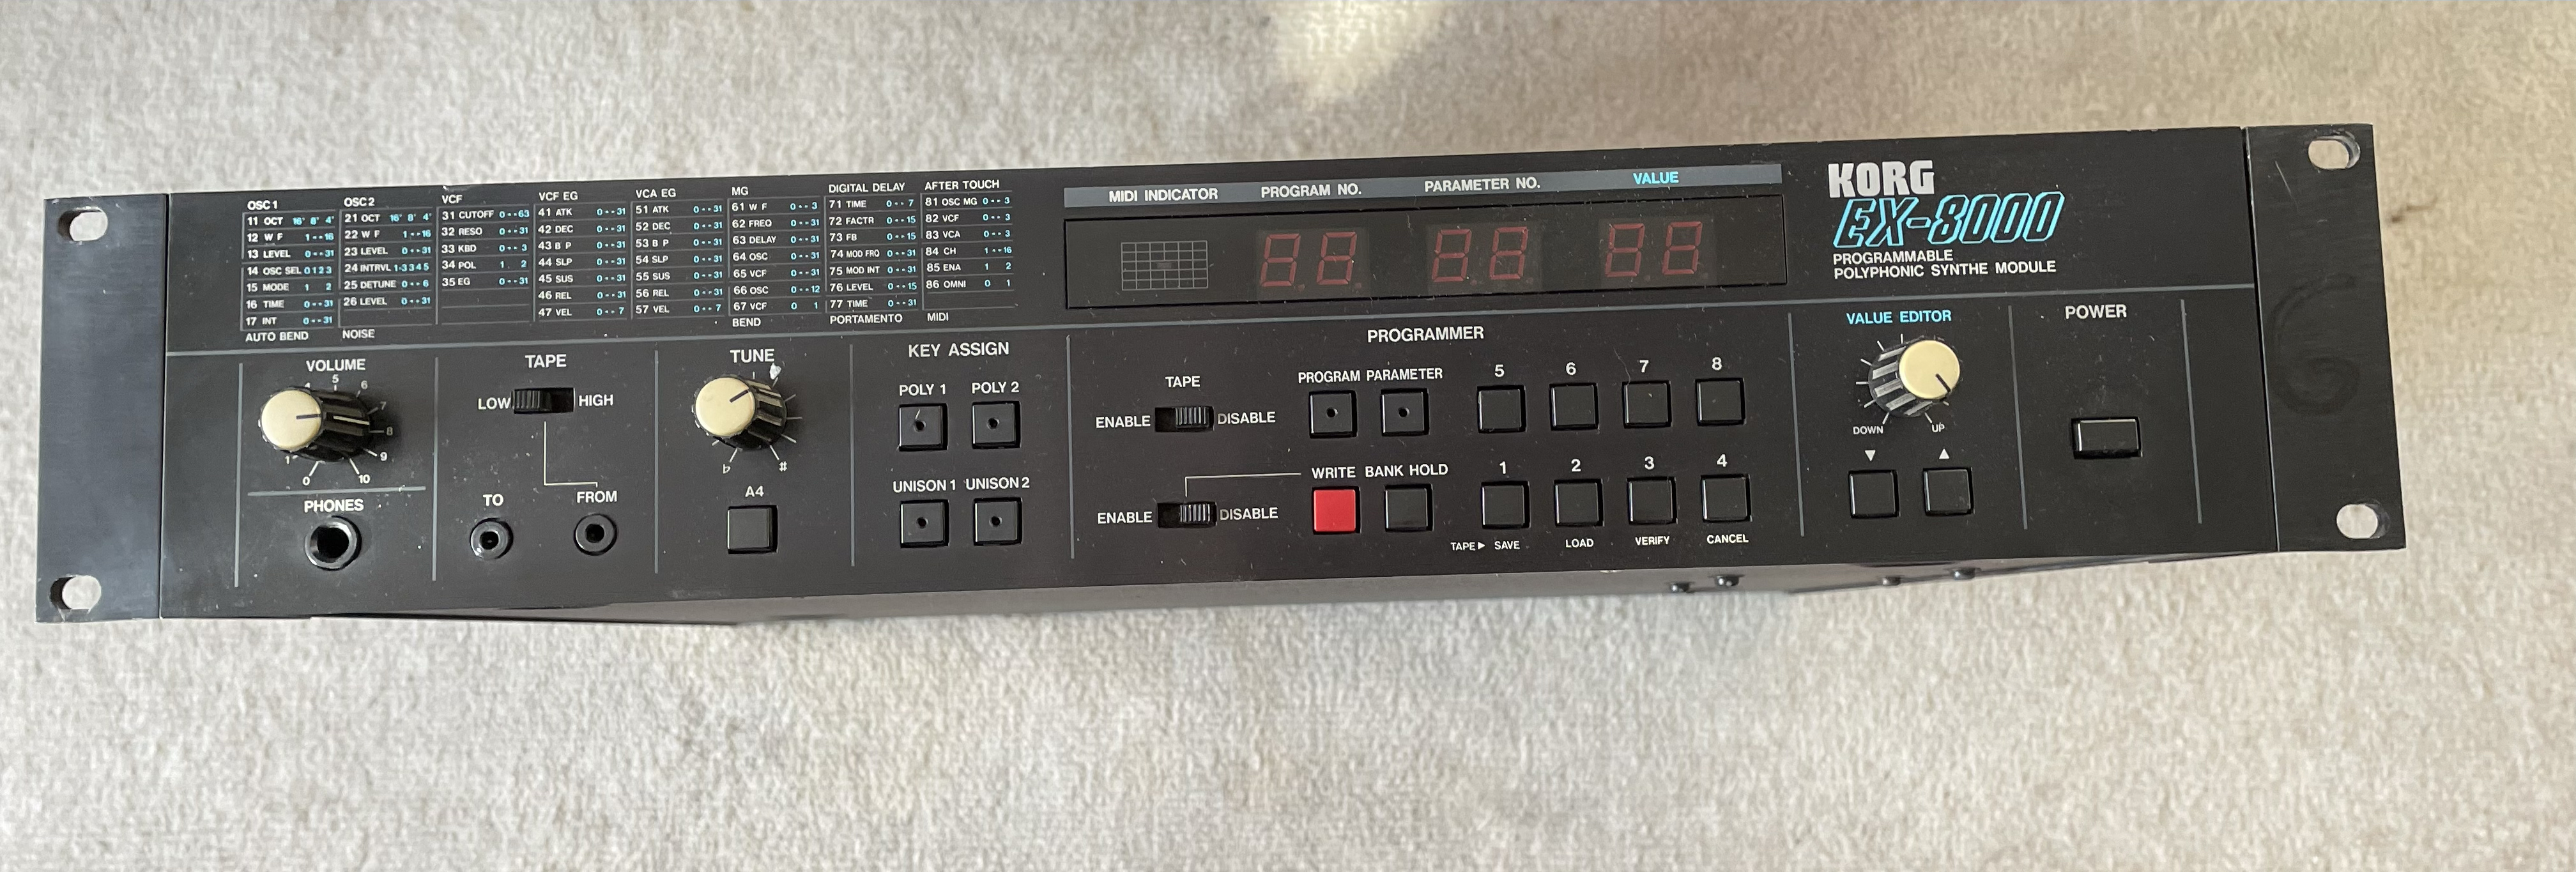 OSC 1
11 OCT 16' 8' 4'
12 W F 1--16
13 LEVEL 0--31
14 OSC SEL 0 1 2 3
15 MODE 1 2
16 TIME 0--31
17 INT 0--31
AUTO BEND
OSC 2
21 OCT 16' 8' 4'
22 W F 1--16
23 LEVEL 0--31
24 INTRVL 1-3 3 4 5
25 DETUNE 0--6
26 LEVEL 0--31
NOISE
VCF
31 CUTOFF 0--63
32 RESO 0--31
33 KBD 0--3
34 POL 1 2
35 EG 0--31
VCF EG
41 ATK 0--31
42 DEC 0--31
43 B P 0--31
44 SLP 0--31
45 SUS 0--31
46 REL 0--31
47 VEL 0--7
VCA EG
51 ATK 0--31
52 DEC 0--31
53 B P 0--31
54 SLP 0--31
55 SUS 0--31
56 REL 0--31
57 VEL 0--7
MG
61 W F 0--3
62 FREQ 0--31
63 DELAY 0--31
64 OSC 0--31
65 VCF 0--31
66 OSC 0--12
67 VCF 0 1
BEND
DIGITAL DELAY
71 TIME 0--7
72 FACTR 0--15
73 FB 0--15
74 MOD FRQ 0--31
75 MOD INT 0--31
76 LEVEL 0--15
77 TIME 0--31
PORTAMENTO
AFTER TOUCH
81 OSC MG 0--3
82 VCF 0--3
83 VCA 0--3
84 CH 1--16
85 ENA 1 2
86 OMNI 0 1
MIDI
MIDI INDICATOR PROGRAM NO. PARAMETER NO. VALUE
KORG
EX-8000
PROGRAMMABLE
POLYPHONIC SYNTHE MODULE
VOLUME
4 5 6
7
8
1 9
0 10
PHONES
TAPE
LOW HIGH
TO FROM
TUNE
♭ #
A4
KEY ASSIGN
POLY 1 POLY 2
UNISON 1 UNISON 2
PROGRAMMER
TAPE
ENABLE DISABLE
PROGRAM PARAMETER 5 6 7 8
ENABLE DISABLE
WRITE BANK HOLD 1 2 3 4
TAPE▶ SAVE LOAD VERIFY CANCEL
VALUE EDITOR
DOWN UP
▼ ▲
POWER